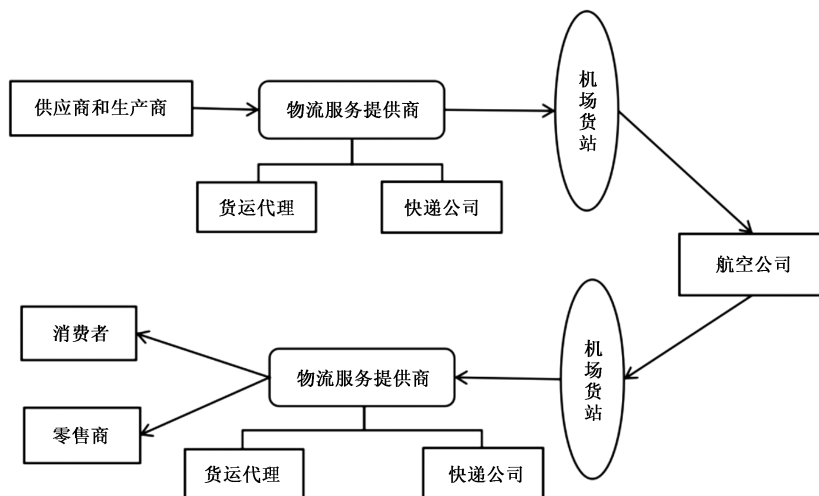 供应商和生产商
物流服务提供商
机场货站
货运代理
快递公司
航空公司
消费者
物流服务提供商
机场货站
零售商
货运代理
快递公司